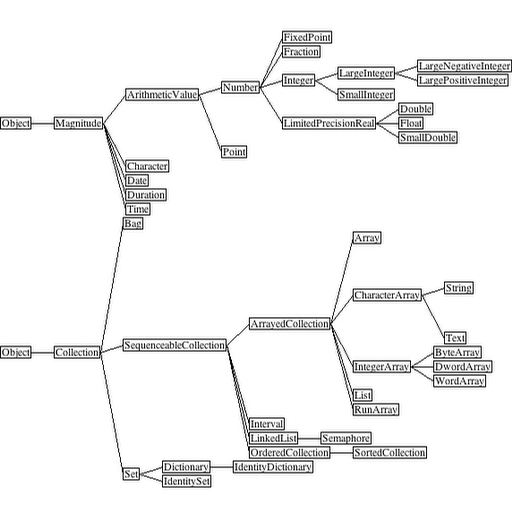 FixedPoint
Fraction
LargeNegativeInteger
Integer
LargeInteger
LargePositiveInteger
Number
ArithmeticValue
SmallInteger
Double
Object
Magnitude
LimitedPrecisionReal
Float
SmallDouble
Point
Character
Date
Duration
Time
Bag
Array
String
CharacterArray
ArrayedCollection
Text
SequenceableCollection
Object
Collection
ByteArray
IntegerArray
DwordArray
WordArray
List
RunArray
Interval
LinkedList
Semaphore
OrderedCollection
SortedCollection
Dictionary
IdentityDictionary
Set
IdentitySet